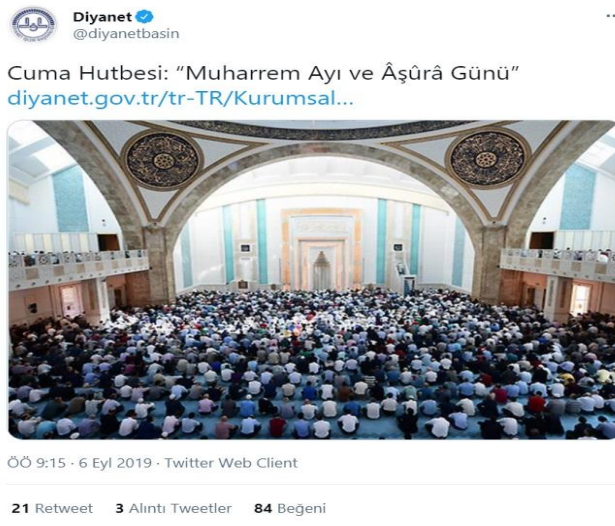 Diyanet
@diyanetbasin
Cuma Hutbesi: “Muharrem Ayı ve Âşûrâ Günü”
diyanet.gov.tr/tr-TR/Kurumsal...
ÖÖ 9:15 · 6 Eyl 2019 · Twitter Web Client
21 Retweet 3 Alıntı Tweetler 84 Beğeni